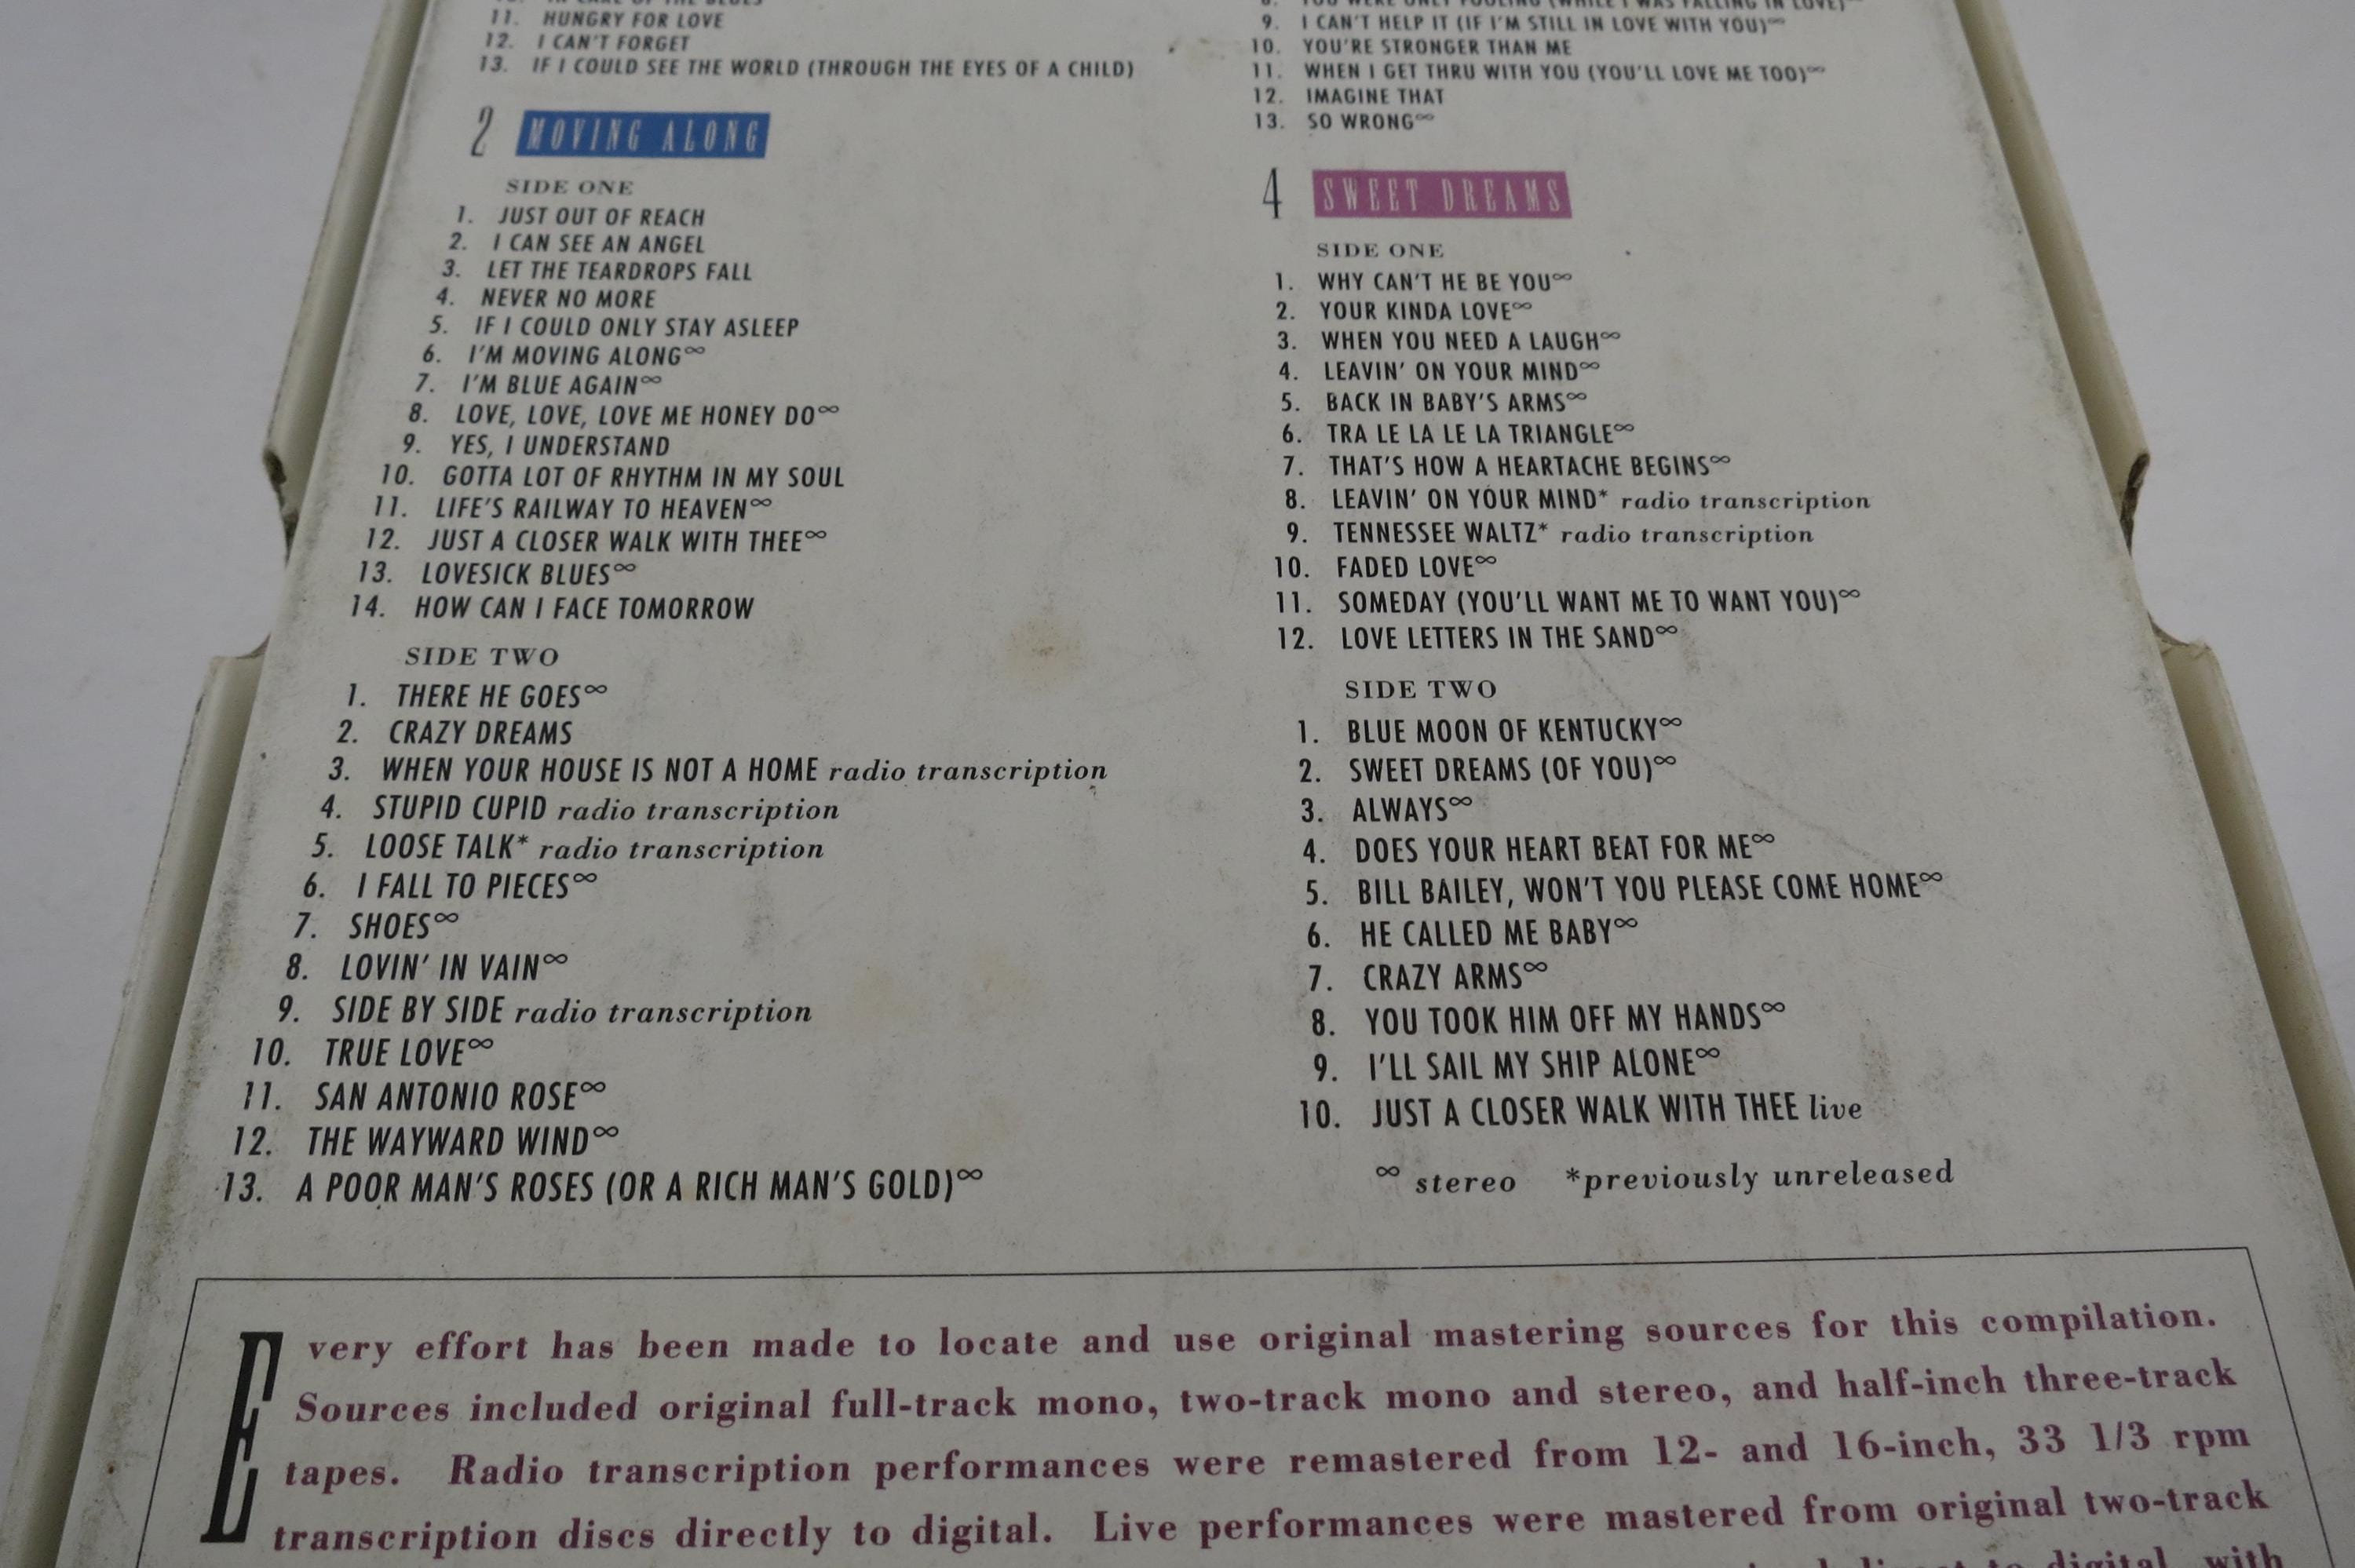 10. IN CARE OF THE BLUES
11. HUNGRY FOR LOVE
12. I CAN'T FORGET
13. IF I COULD SEE THE WORLD (THROUGH THE EYES OF A CHILD)
2 MOVING ALONG
SIDE ONE
1. JUST OUT OF REACH
2. I CAN SEE AN ANGEL
3. LET THE TEARDROPS FALL
4. NEVER NO MORE
5. IF I COULD ONLY STAY ASLEEP
6. I'M MOVING ALONG∞
7. I'M BLUE AGAIN∞
8. LOVE, LOVE, LOVE ME HONEY DO∞
9. YES, I UNDERSTAND
10. GOTTA LOT OF RHYTHM IN MY SOUL
11. LIFE'S RAILWAY TO HEAVEN∞
12. JUST A CLOSER WALK WITH THEE∞
13. LOVESICK BLUES∞
14. HOW CAN I FACE TOMORROW
SIDE TWO
1. THERE HE GOES∞
2. CRAZY DREAMS
3. WHEN YOUR HOUSE IS NOT A HOME radio transcription
4. STUPID CUPID radio transcription
5. LOOSE TALK* radio transcription
6. I FALL TO PIECES∞
7. SHOES∞
8. LOVIN' IN VAIN∞
9. SIDE BY SIDE radio transcription
10. TRUE LOVE∞
11. SAN ANTONIO ROSE∞
12. THE WAYWARD WIND∞
13. A POOR MAN'S ROSES (OR A RICH MAN'S GOLD)∞
8. YOU WERE ONLY FOOLING (WHILE I WAS FALLING IN LOVE)∞
9. I CAN'T HELP IT (IF I'M STILL IN LOVE WITH YOU)∞
10. YOU'RE STRONGER THAN ME
11. WHEN I GET THRU WITH YOU (YOU'LL LOVE ME TOO)∞
12. IMAGINE THAT
13. SO WRONG∞
4 SWEET DREAMS
SIDE ONE
1. WHY CAN'T HE BE YOU∞
2. YOUR KINDA LOVE∞
3. WHEN YOU NEED A LAUGH∞
4. LEAVIN' ON YOUR MIND∞
5. BACK IN BABY'S ARMS∞
6. TRA LE LA LE LA TRIANGLE∞
7. THAT'S HOW A HEARTACHE BEGINS∞
8. LEAVIN' ON YOUR MIND* radio transcription
9. TENNESSEE WALTZ* radio transcription
10. FADED LOVE∞
11. SOMEDAY (YOU'LL WANT ME TO WANT YOU)∞
12. LOVE LETTERS IN THE SAND∞
SIDE TWO
1. BLUE MOON OF KENTUCKY∞
2. SWEET DREAMS (OF YOU)∞
3. ALWAYS∞
4. DOES YOUR HEART BEAT FOR ME∞
5. BILL BAILEY, WON'T YOU PLEASE COME HOME∞
6. HE CALLED ME BABY∞
7. CRAZY ARMS∞
8. YOU TOOK HIM OFF MY HANDS∞
9. I'LL SAIL MY SHIP ALONE∞
10. JUST A CLOSER WALK WITH THEE live
∞ stereo *previously unreleased
Every effort has been made to locate and use original mastering sources for this compilation.
Sources included original full-track mono, two-track mono and stereo, and half-inch three-track
tapes. Radio transcription performances were remastered from 12- and 16-inch, 33 1/3 rpm
transcription discs directly to digital. Live performances were mastered from original two-track
to digital, with